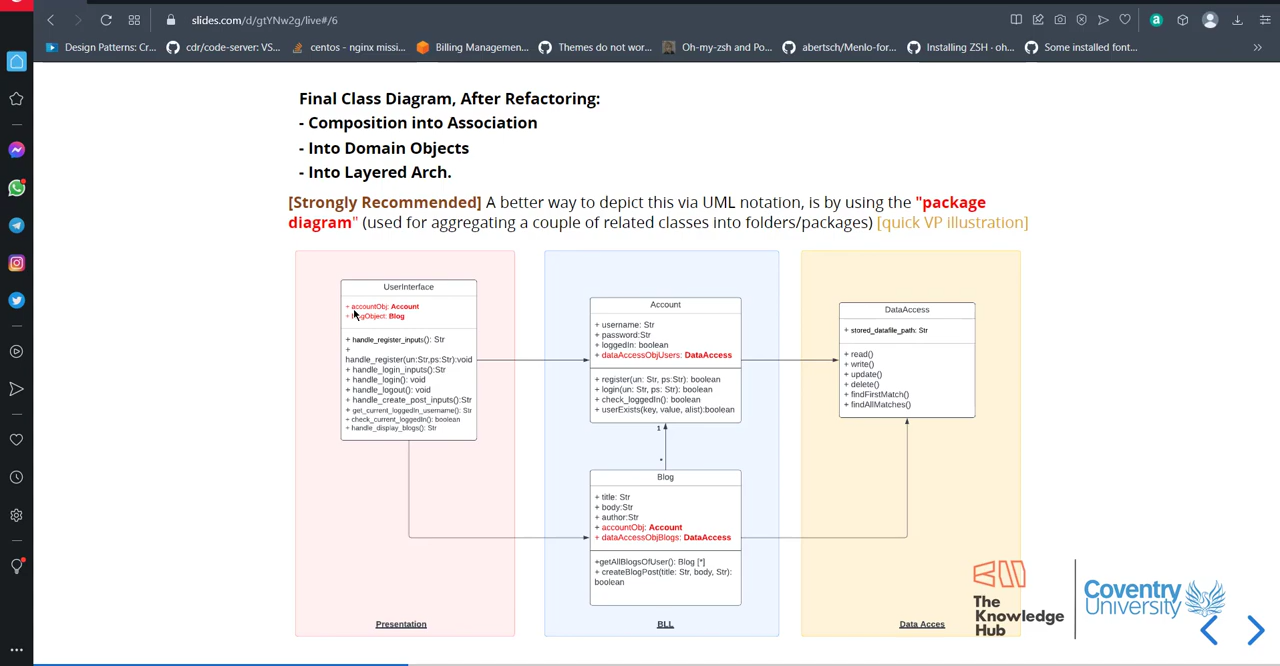 slides.com/d/gtYNw2g/live#/6
Design Patterns: Cr...
cdr/code-server: VS...
centos - nginx missi...
Billing Managemen...
Themes do not wor...
Oh-my-zsh and Po...
abertsch/Menlo-for...
Installing ZSH · oh...
Some installed font...
Final Class Diagram, After Refactoring:
- Composition into Association
- Into Domain Objects
- Into Layered Arch.
[Strongly Recommended] A better way to depict this via UML notation, is by using the "package
diagram" (used for aggregating a couple of related classes into folders/packages) [quick VP illustration]
UserInterface
+ accountObj: Account
gObject: Blog
+ handle_register_inputs(): Str
+
handle_register(un:Str,ps:Str):void
+ handle_login_inputs():Str
+ handle_login(): void
+ handle_logout(): void
+ handle_create_post_inputs():Str
+ get_current_loggedIn_username(): Str
+ check_current_loggedIn(): boolean
+ handle_display_blogs(): Str
Presentation
Account
+ username: Str
+ password:Str
+ loggedIn: boolean
+ dataAccessObjUsers: DataAccess
+ register(un: Str, ps:Str): boolean
+ login(un: Str, ps: Str): boolean
+ check_loggedIn(): boolean
+ userExists(key, value, alist):boolean
1
*
Blog
+ title: Str
+ body:Str
+ author:Str
+ accountObj: Account
+ dataAccessObjBlogs: DataAccess
+getAllBlogsOfUser(): Blog [*]
+ createBlogPost(title: Str, body, Str):
boolean
BLL
DataAccess
+ stored_datafile_path: Str
+ read()
+ write()
+ update()
+ delete()
+ findFirstMatch()
+ findAllMatches()
Data Acces
The
Knowledge
Hub
Coventry
University